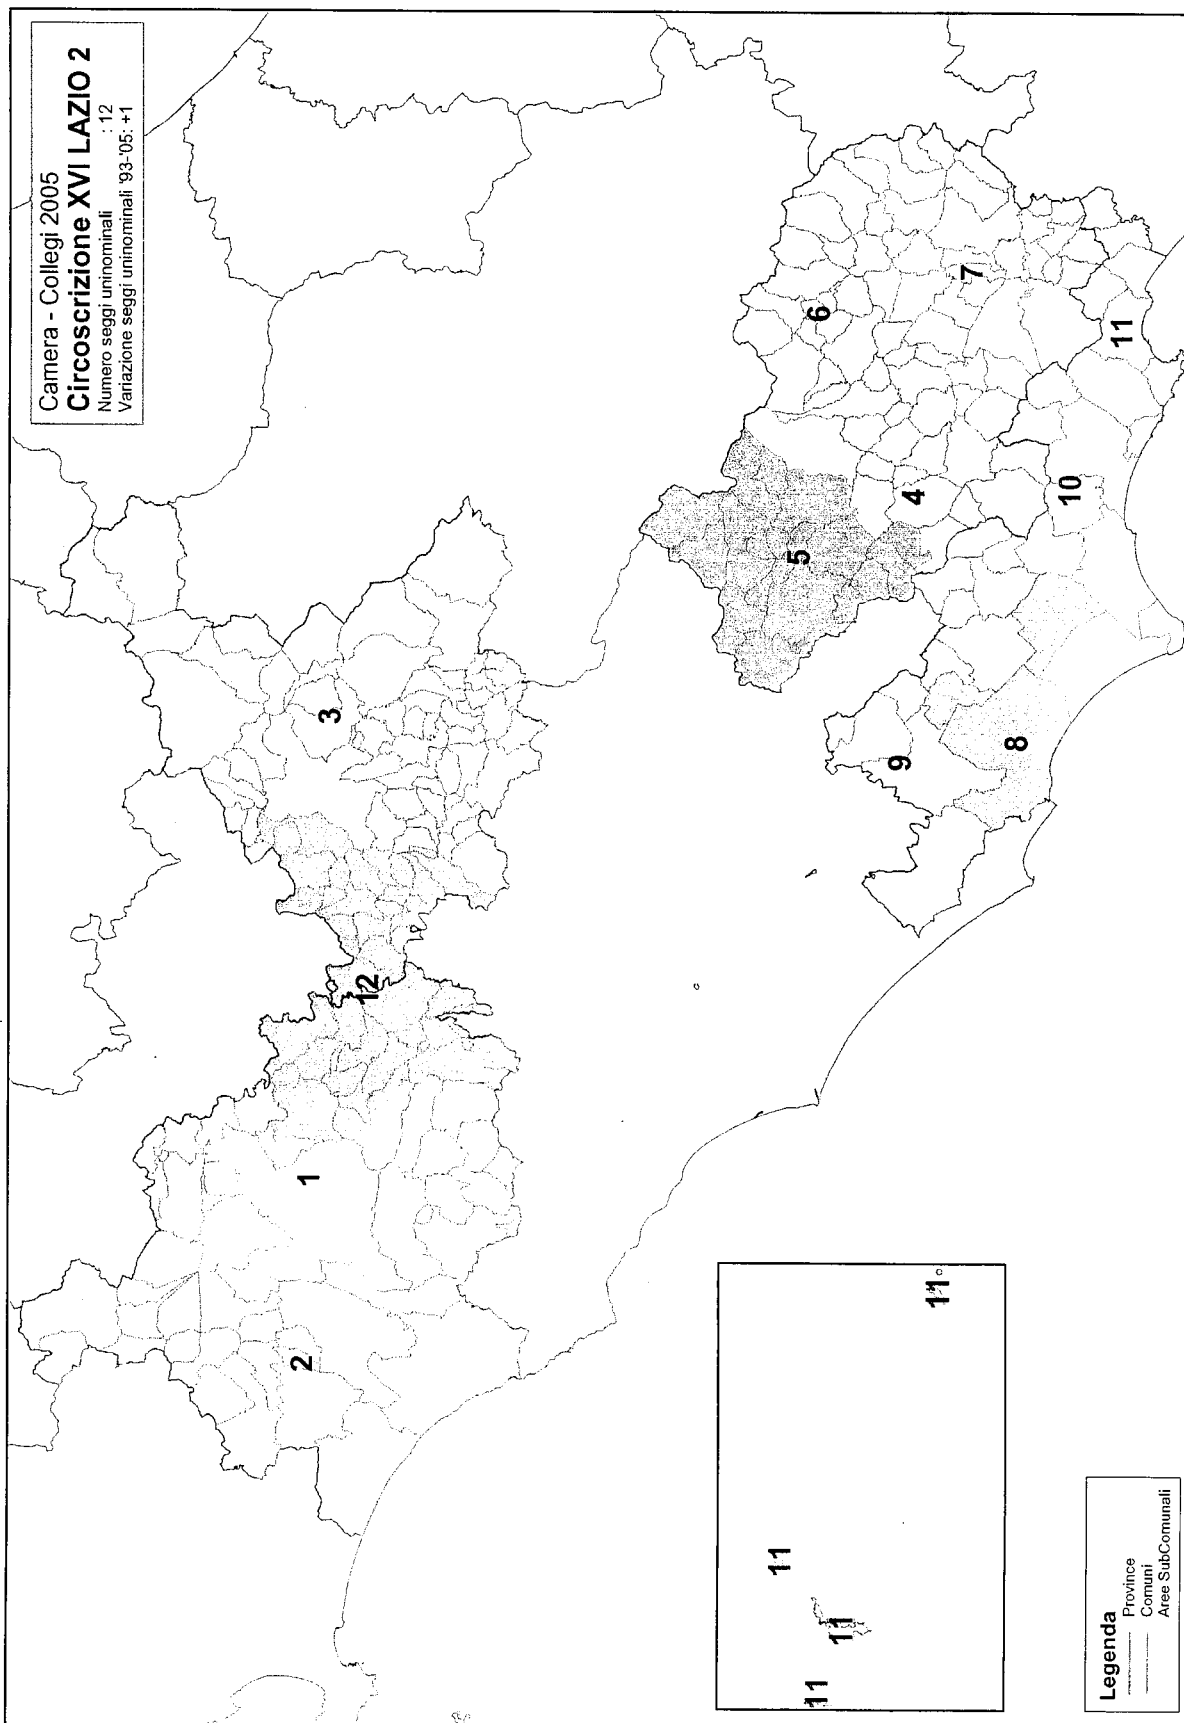 Camera - Collegi 2005
Circoscrizione XVI LAZIO 2
Numero seggi uninominali : 12
Variazione seggi uninominali '93-'05: +1
3
12
1
2
6
7
5
4
11
10
9
8
11
11
11
11
Legenda
Province
Comuni
Aree SubComunali